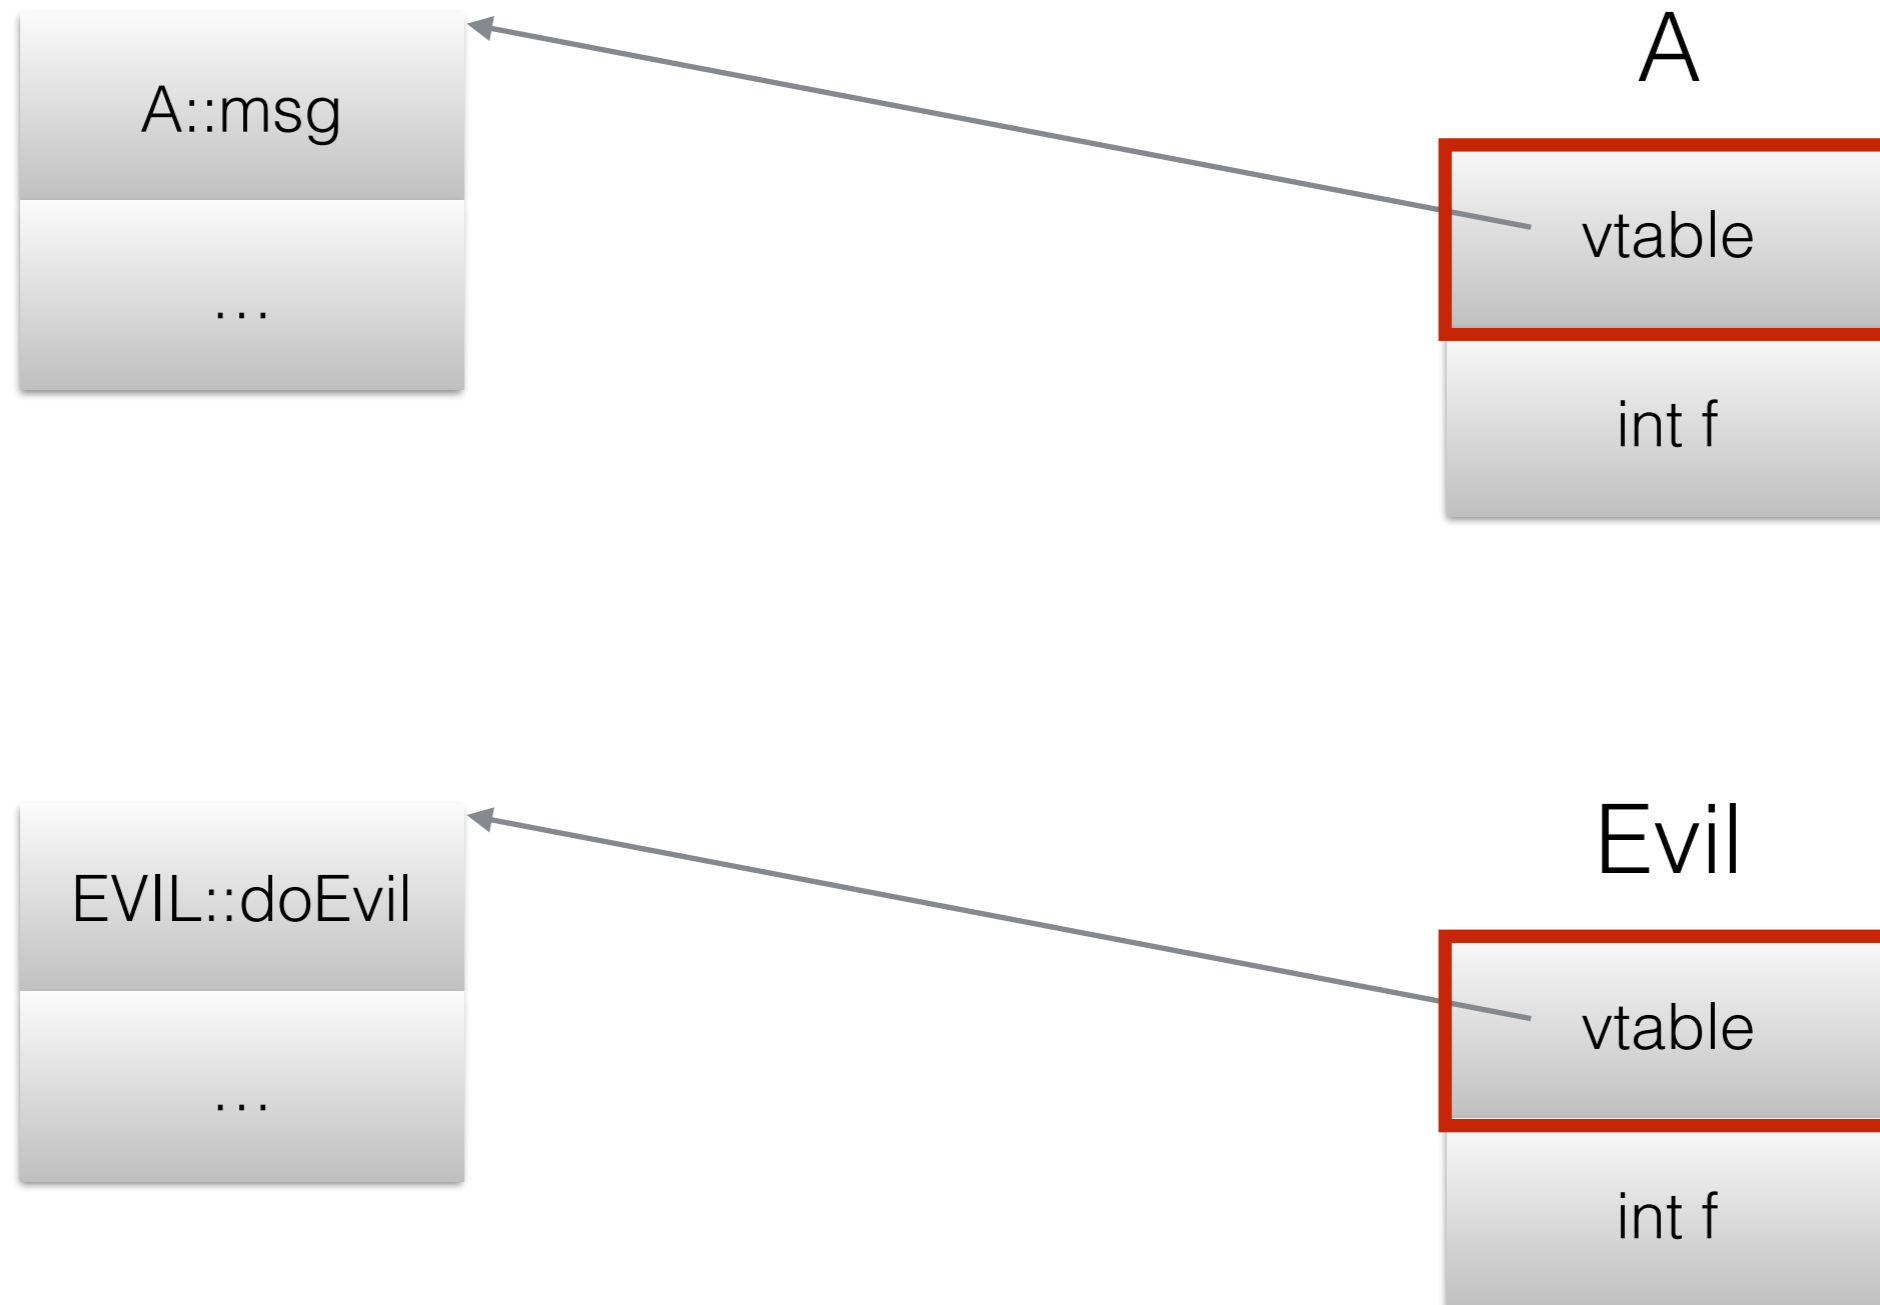 A
A::msg
vtable
...
int f
Evil
EVIL::doEvil
vtable
...
int f